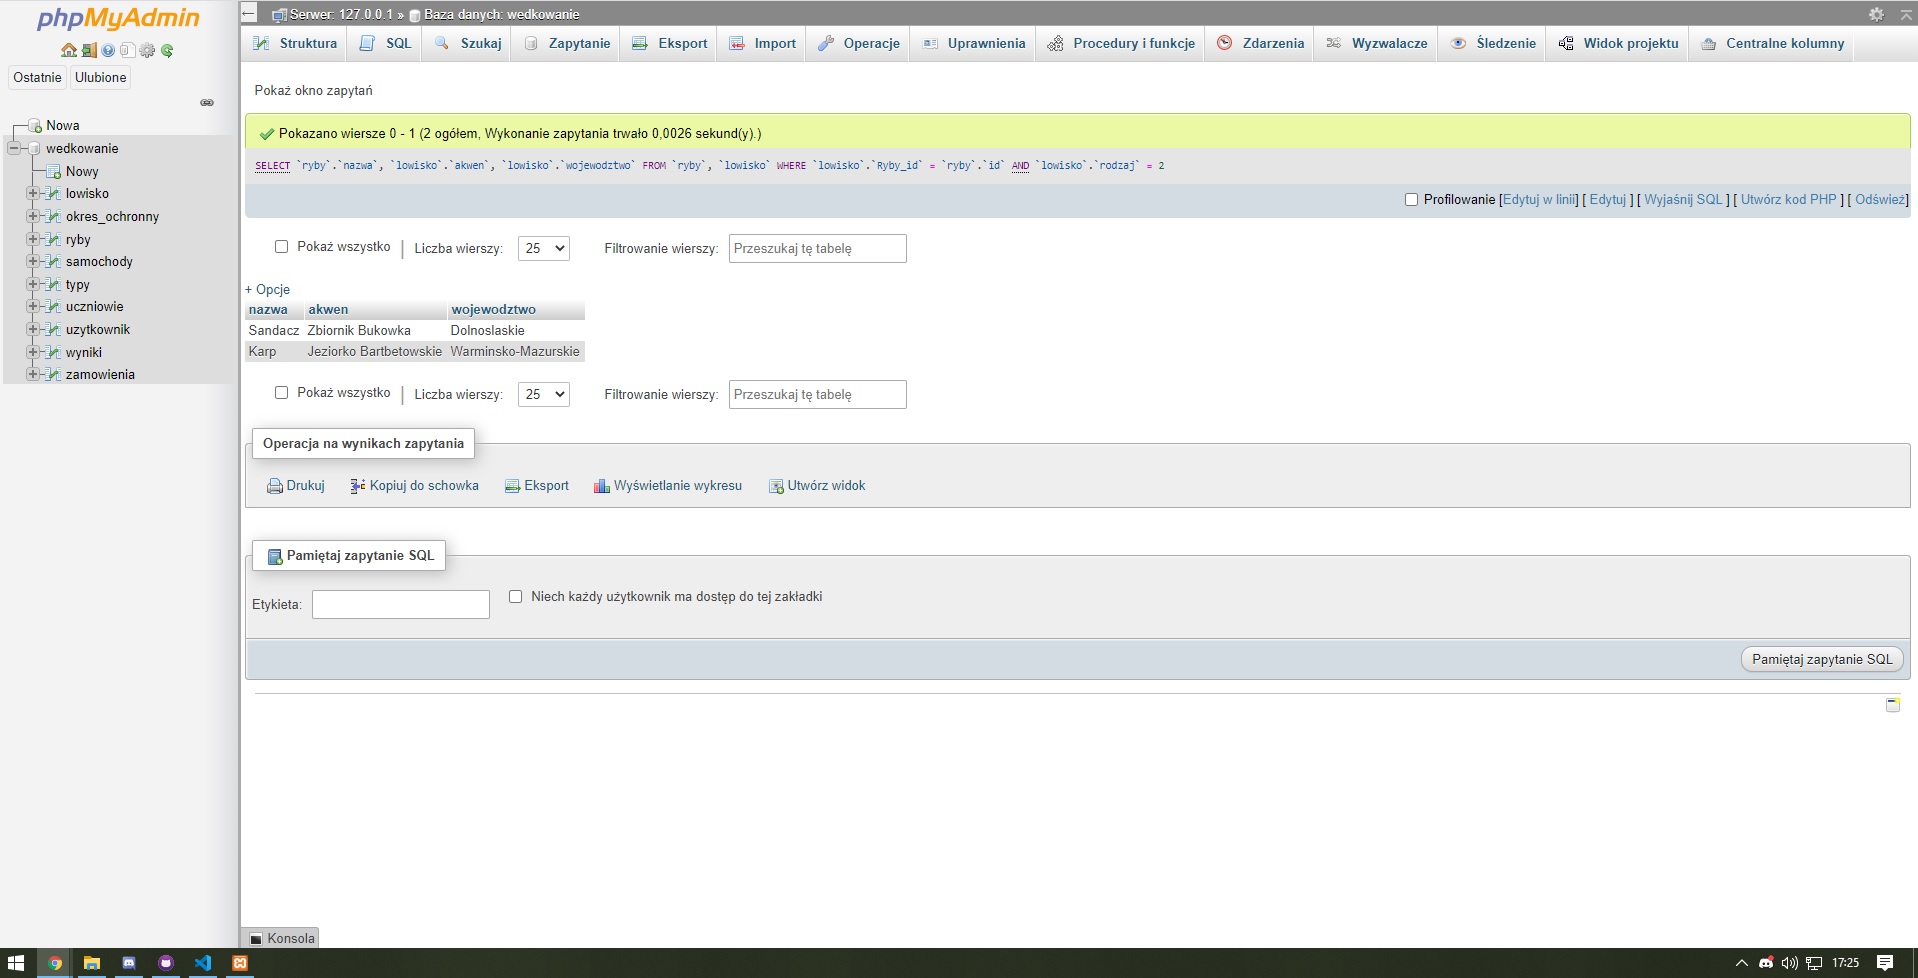 phpMyAdmin
Ostatnie Ulubione
Nowa
wedkowanie
Nowy
lowisko
okres_ochronny
ryby
samochody
typy
uczniowie
uzytkownik
wyniki
zamowienia
Serwer: 127.0.0.1 » Baza danych: wedkowanie
Struktura SQL Szukaj Zapytanie Eksport Import Operacje Uprawnienia Procedury i funkcje Zdarzenia Wyzwalacze Śledzenie Widok projektu Centralne kolumny
Pokaż okno zapytań
Pokazano wiersze 0 - 1 (2 ogółem, Wykonanie zapytania trwało 0,0026 sekund(y).)
SELECT `ryby`.`nazwa`, `lowisko`.`akwen`, `lowisko`.`wojewodztwo` FROM `ryby`, `lowisko` WHERE `lowisko`.`Ryby_id` = `ryby`.`id` AND `lowisko`.`rodzaj` = 2
Profilowanie [Edytuj w linii] [ Edytuj ] [ Wyjaśnij SQL ] [ Utwórz kod PHP ] [ Odśwież]
Pokaż wszystko | Liczba wierszy: 25 Filtrowanie wierszy: Przeszukaj tę tabelę
+ Opcje
nazwa akwen wojewodztwo
Sandacz Zbiornik Bukowka Dolnoslaskie
Karp Jeziorko Bartbetowskie Warminsko-Mazurskie
Pokaż wszystko | Liczba wierszy: 25 Filtrowanie wierszy: Przeszukaj tę tabelę
Operacja na wynikach zapytania
Drukuj Kopiuj do schowka Eksport Wyświetlanie wykresu Utwórz widok
Pamiętaj zapytanie SQL
Etykieta: Niech każdy użytkownik ma dostęp do tej zakładki
Pamiętaj zapytanie SQL
Konsola
17:25